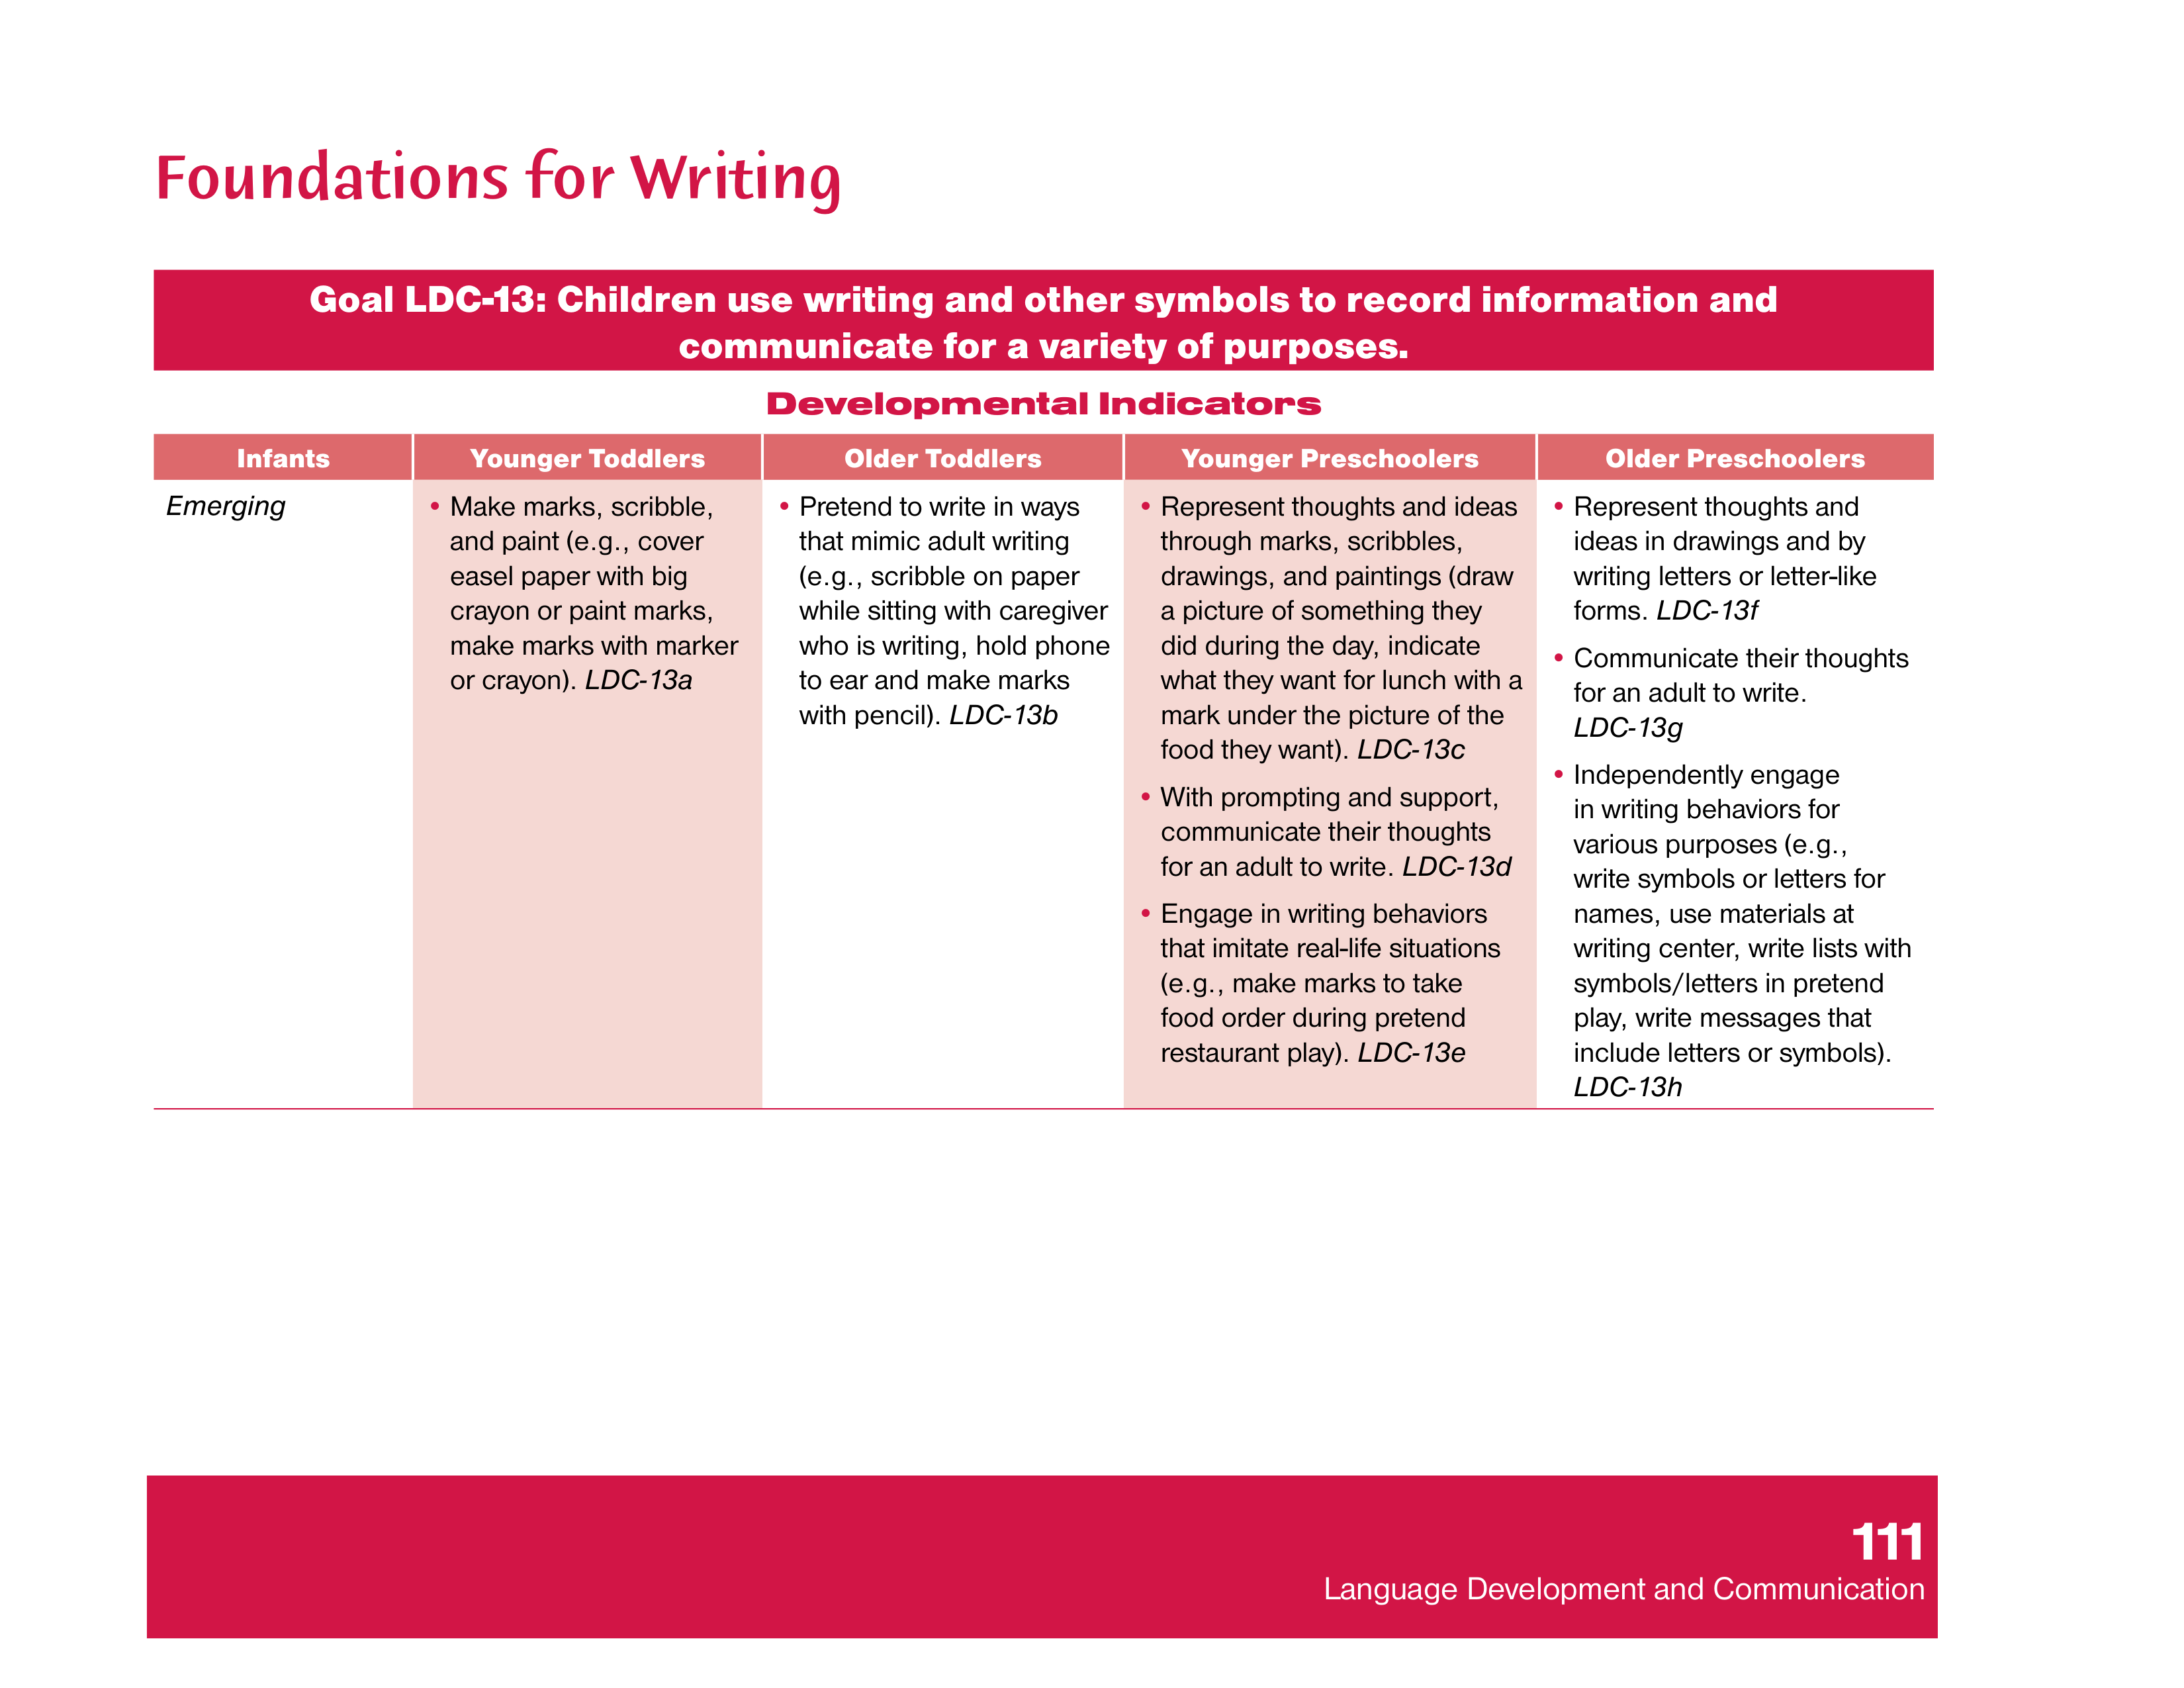 Foundations for Writing
Goal LDC-13: Children use writing and other symbols to record information and
communicate for a variety of purposes.
Developmental Indicators
Infants
Younger Toddlers
Older Toddlers
Younger Preschoolers
Older Preschoolers
Emerging
• Make marks, scribble,
and paint (e.g., cover
easel paper with big
crayon or paint marks,
make marks with marker
or crayon). LDC-13a
• Pretend to write in ways
that mimic adult writing
(e.g., scribble on paper
while sitting with caregiver
who is writing, hold phone
to ear and make marks
with pencil). LDC-13b
• Represent thoughts and ideas
through marks, scribbles,
drawings, and paintings (draw
a picture of something they
did during the day, indicate
what they want for lunch with a
mark under the picture of the
food they want). LDC-13c
• With prompting and support,
communicate their thoughts
for an adult to write. LDC-13d
• Engage in writing behaviors
that imitate real-life situations
(e.g., make marks to take
food order during pretend
restaurant play). LDC-13e
• Represent thoughts and
ideas in drawings and by
writing letters or letter-like
forms. LDC-13f
• Communicate their thoughts
for an adult to write.
LDC-13g
• Independently engage
in writing behaviors for
various purposes (e.g.,
write symbols or letters for
names, use materials at
writing center, write lists with
symbols/letters in pretend
play, write messages that
include letters or symbols).
LDC-13h
111
Language Development and Communication